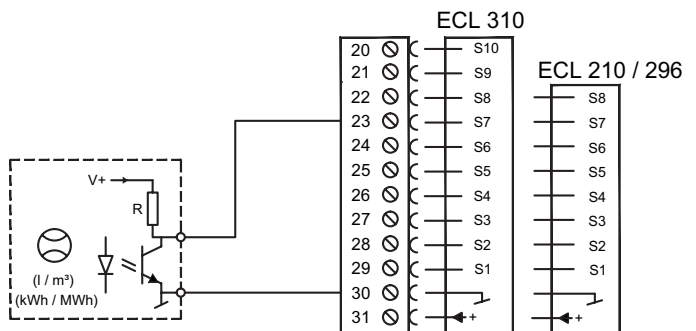 ECL 310
ECL 210 / 296
20 S10
21 S9
22 S8 S8
23 S7 S7
24 S6 S6
25 S5 S5
26 S4 S4
27 S3 S3
28 S2 S2
29 S1 S1
30
31 + +
V+
R
(l / m³)
(kWh / MWh)